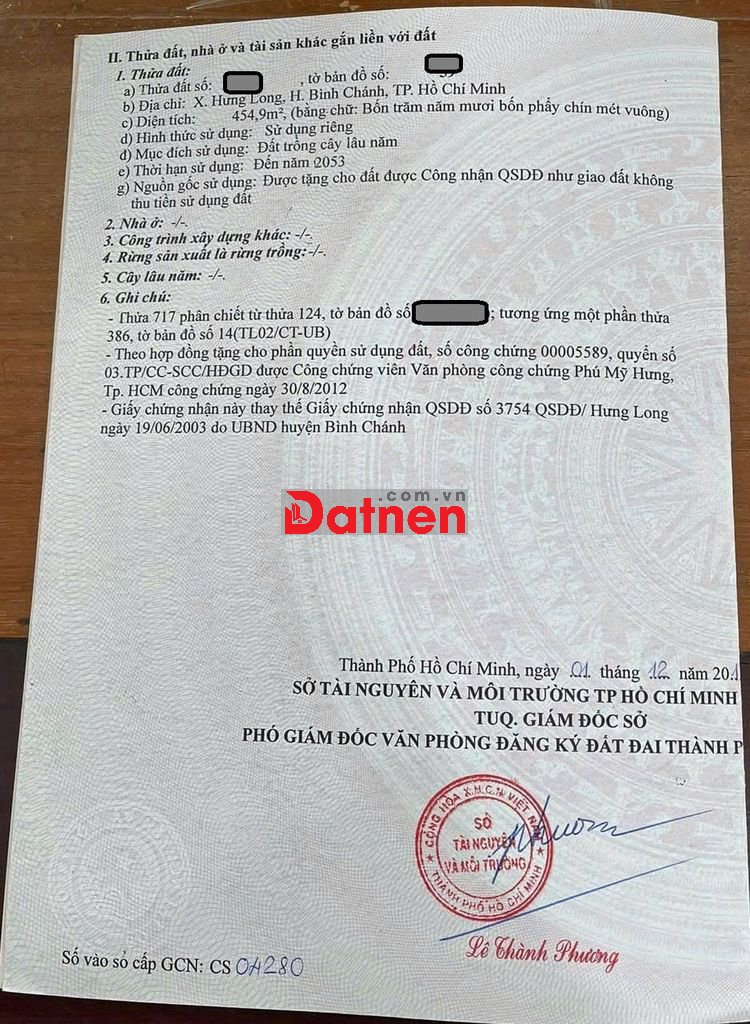 II. Thửa đất, nhà ở và tài sản khác gắn liền với đất
1. Thửa đất:
a) Thửa đất số: , tờ bản đồ số:
b) Địa chỉ: X. Hưng Long, H. Bình Chánh, TP. Hồ Chí Minh
c) Diện tích: 454,9m², (bằng chữ: Bốn trăm năm mươi bốn phẩy chín mét vuông)
d) Hình thức sử dụng: Sử dụng riêng
đ) Mục đích sử dụng: Đất trồng cây lâu năm
e) Thời hạn sử dụng: Đến năm 2053
g) Nguồn gốc sử dụng: Được tặng cho đất được Công nhận QSDĐ như giao đất không
thu tiền sử dụng đất
2. Nhà ở: -/-.
3. Công trình xây dựng khác: -/-.
4. Rừng sản xuất là rừng trồng:-/-.
5. Cây lâu năm: -/-.
6. Ghi chú:
- Thửa 717 phân chiết từ thửa 124, tờ bản đồ số ; tương ứng một phần thửa
386, tờ bản đồ số 14(TL02/CT-UB)
- Theo hợp đồng tặng cho phần quyền sử dụng đất, số công chứng 00005589, quyển số
03.TP/CC-SCC/HĐGD được Công chứng viên Văn phòng công chứng Phú Mỹ Hưng,
Tp. HCM công chứng ngày 30/8/2012
- Giấy chứng nhận này thay thế Giấy chứng nhận QSDĐ số 3754 QSDĐ/ Hưng Long
ngày 19/06/2003 do UBND huyện Bình Chánh
.com.vn
Datnen
Thành Phố Hồ Chí Minh, ngày 01 tháng 12 năm 201
SỞ TÀI NGUYÊN VÀ MÔI TRƯỜNG TP HỒ CHÍ MINH
TUQ. GIÁM ĐỐC SỞ
PHÓ GIÁM ĐỐC VĂN PHÒNG ĐĂNG KÝ ĐẤT ĐAI THÀNH P
CỘNG HÒA X.H.C.N VIỆT NAM
SỞ
TÀI NGUYÊN
VÀ MÔI TRƯỜNG
THÀNH PHỐ HỒ CHÍ MINH
Lê Thành Phương
Số vào sổ cấp GCN: CS 04280